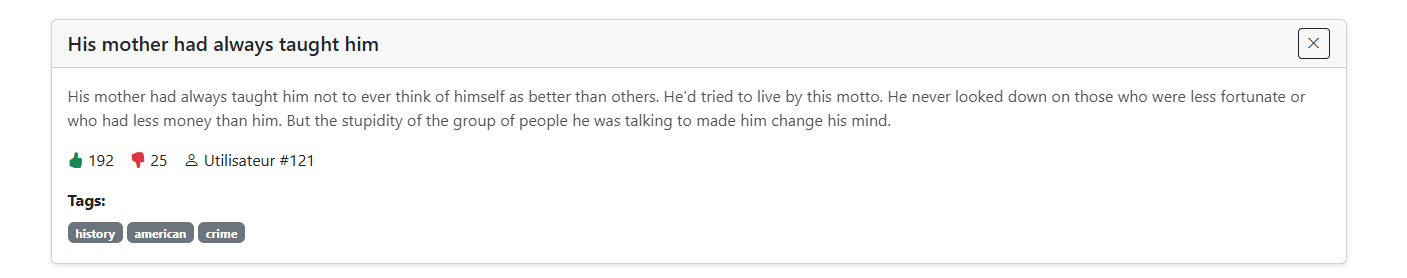 His mother had always taught him
His mother had always taught him not to ever think of himself as better than others. He'd tried to live by this motto. He never looked down on those who were less fortunate or
who had less money than him. But the stupidity of the group of people he was talking to made him change his mind.
192 25 Utilisateur #121
Tags:
history american crime